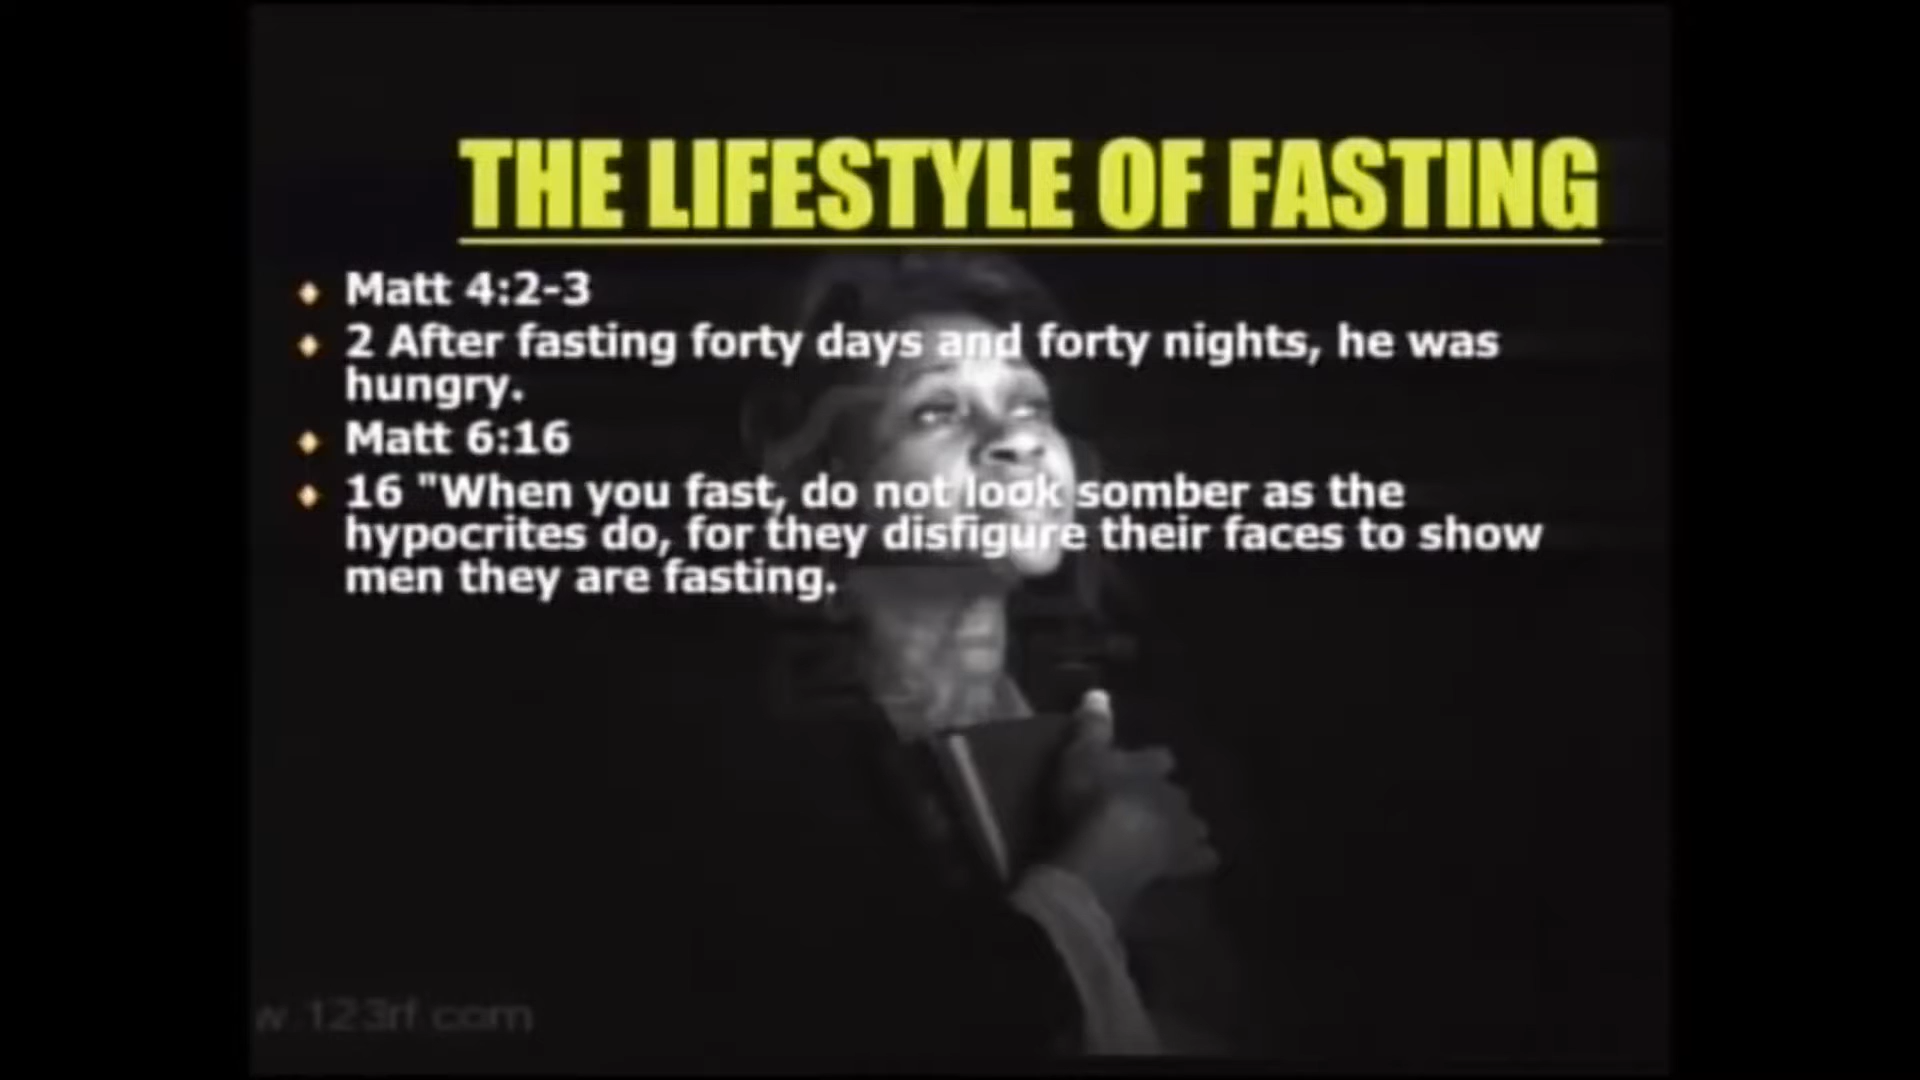 THE LIFESTYLE OF FASTING
Matt 4:2-3
2 After fasting forty days and forty nights, he was
hungry.
Matt 6:16
16 "When you fast, do not look somber as the
hypocrites do, for they disfigure their faces to show
men they are fasting.
w.123rf.com